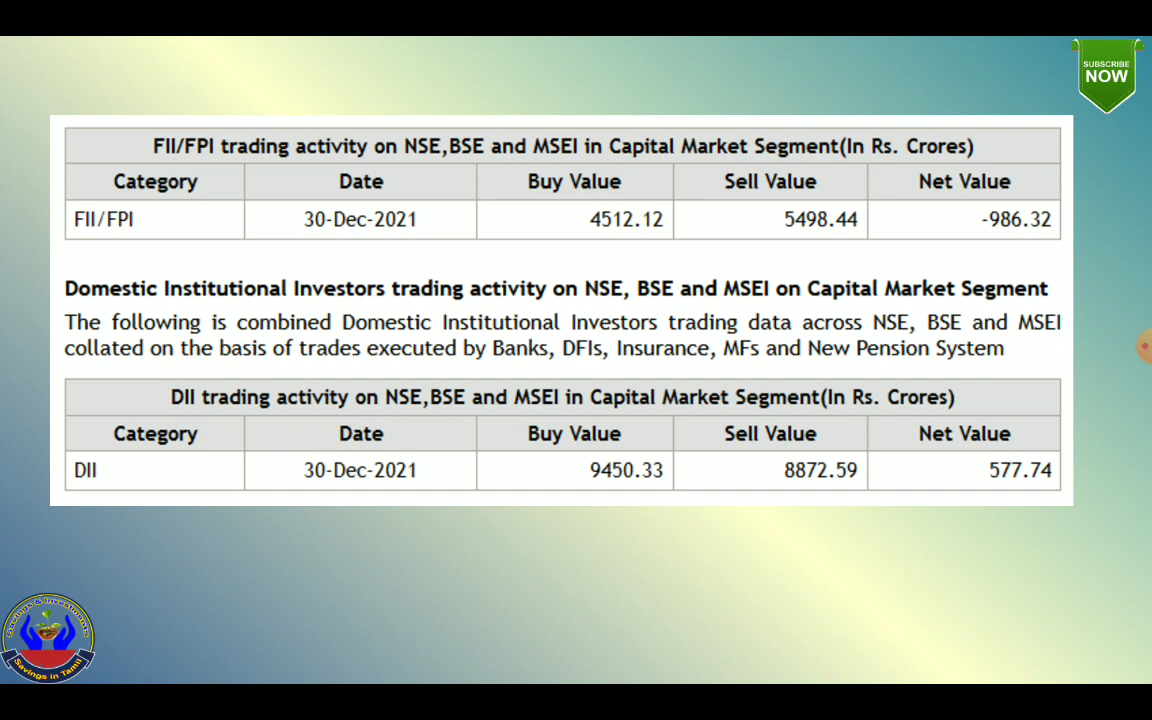 SUBSCRIBE
NOW
FII/FPI trading activity on NSE,BSE and MSEI in Capital Market Segment(In Rs. Crores)
Category Date Buy Value Sell Value Net Value
FII/FPI 30-Dec-2021 4512.12 5498.44 -986.32
Domestic Institutional Investors trading activity on NSE, BSE and MSEI on Capital Market Segment
The following is combined Domestic Institutional Investors trading data across NSE, BSE and MSEI
collated on the basis of trades executed by Banks, DFIs, Insurance, MFs and New Pension System
DII trading activity on NSE,BSE and MSEI in Capital Market Segment(In Rs. Crores)
Category Date Buy Value Sell Value Net Value
DII 30-Dec-2021 9450.33 8872.59 577.74
Savings & Investments
Savings in Tamil